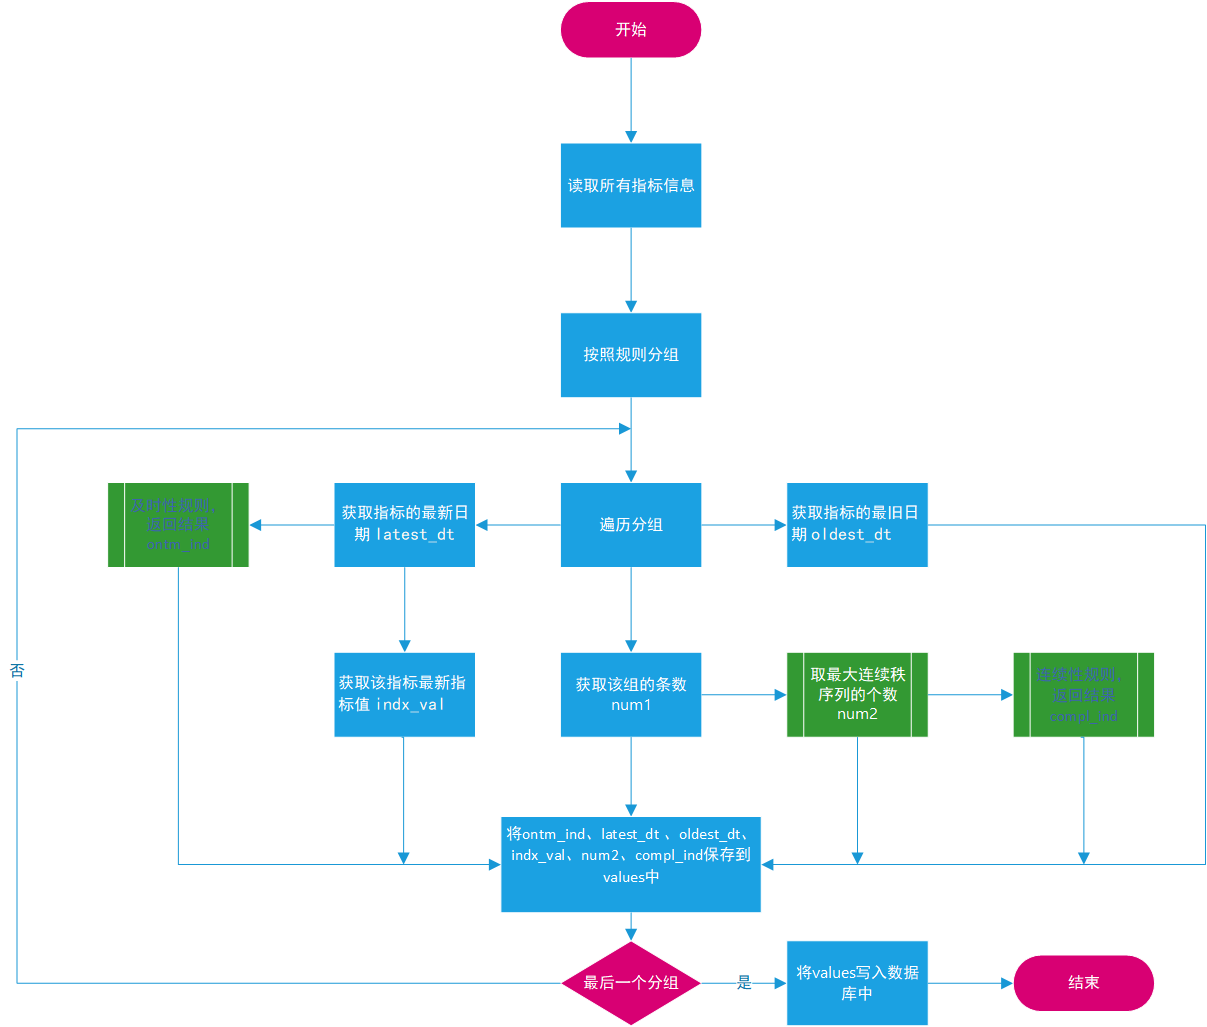 开始
读取所有指标信息
按照规则分组
及时性规则，
返回结果
ontm_ind
获取指标的最新日
期 latest_dt
遍历分组
获取指标的最旧日
期 oldest_dt
否
获取该指标最新指
标值 indx_val
获取该组的条数
num1
取最大连续秩
序列的个数
num2
连续性规则，
返回结果
compl_ind
将ontm_ind、latest_dt 、oldest_dt、
indx_val、num2、compl_ind保存到
values中
最后一个分组
是
将values写入数据
库中
结束